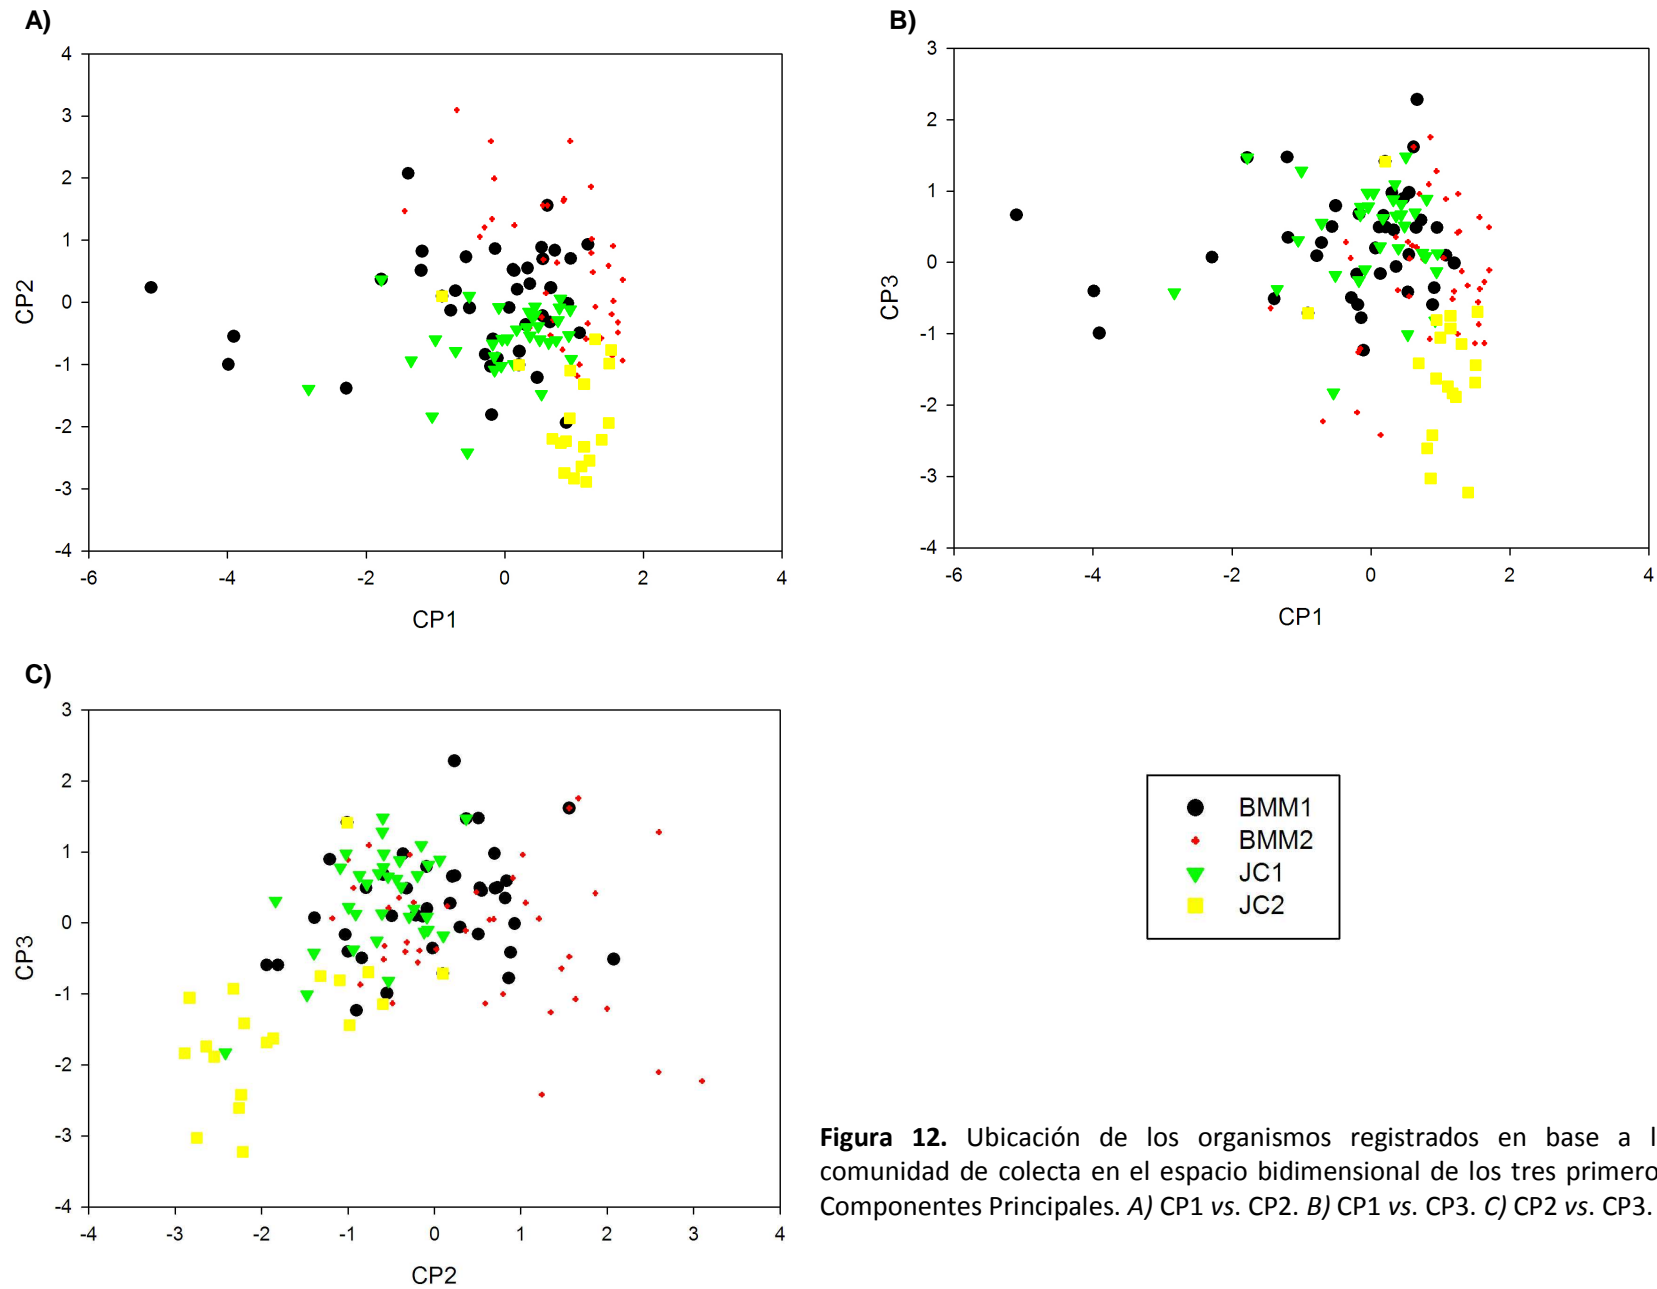 A)
4
3
2
1
0
-1
-2
-3
-4
-6
-4
-2
0
2
4
CP2
CP1
B)
3
2
1
0
-1
-2
-3
-4
-6
-4
-2
0
2
4
CP3
CP1
C)
3
2
1
0
-1
-2
-3
-4
-4
-3
-2
-1
0
1
2
3
4
CP3
CP2
BMM1
BMM2
JC1
JC2
Figura 12. Ubicación de los organismos registrados en base a l
comunidad de colecta en el espacio bidimensional de los tres primero
Componentes Principales. A) CP1 vs. CP2. B) CP1 vs. CP3. C) CP2 vs. CP3.